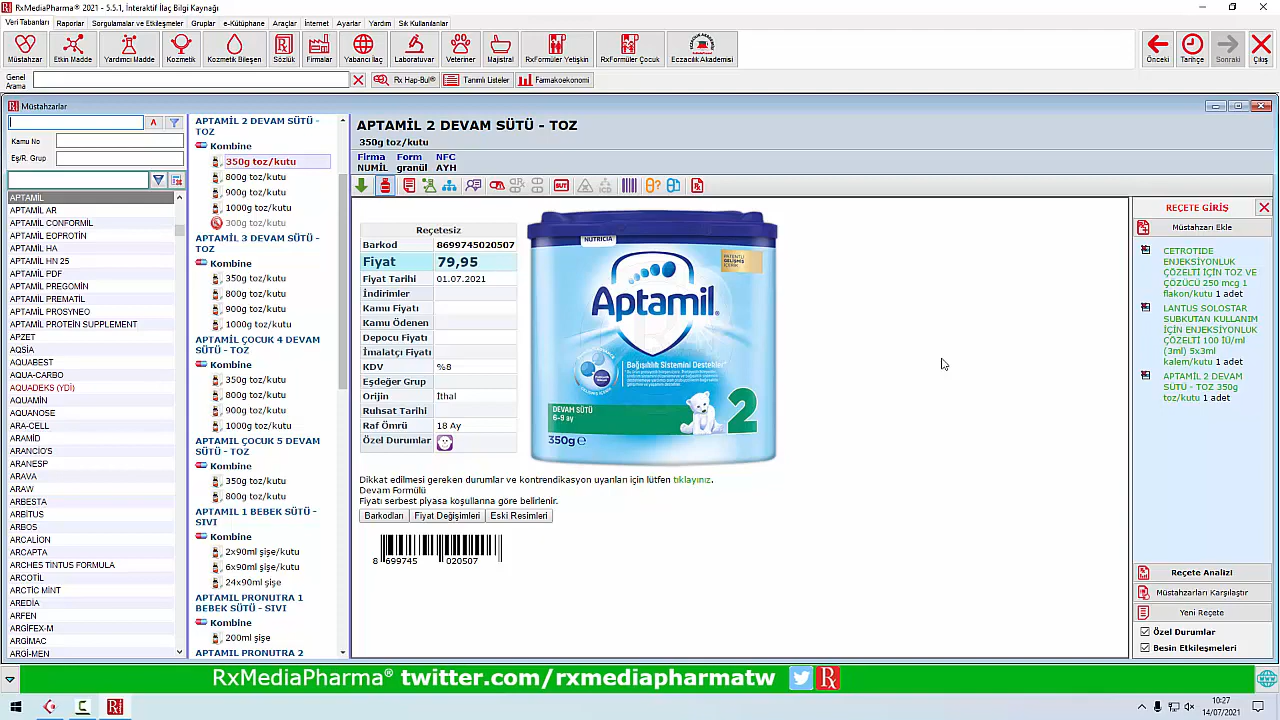 RxMediaPharma® 2021 - 5.5.1, İnteraktif İlaç Bilgi Kaynağı
Veri Tabanları Raporlar Sorgulamalar ve Etkileşmeler Gruplar e-Kütüphane Araçlar İnternet Ayarlar Yardım Sık Kullanılanlar
Müstahzar Etkin Madde Yardımcı Madde Kozmetik Kozmetik Bileşen Sözlük Firmalar Yabancı İlaç Laboratuvar Veteriner Majistral RxFormüler Yetişkin RxFormüler Çocuk Eczacılık Akademisi Önceki Tarihçe Sonraki Çıkış
Genel Arama Rx Hap-Bul® Tanımlı Listeler Farmakoekonomi
Müstahzarlar
Kamu No
Eş/R. Grup
APTAMİL
APTAMİL AR
APTAMİL CONFORMİL
APTAMİL EOPROTİN
APTAMİL HA
APTAMİL HN 25
APTAMİL PDF
APTAMİL PREGOMİN
APTAMİL PREMATİL
APTAMİL PROSYNEO
APTAMİL PROTEİN SUPPLEMENT
APZET
AQSİA
AQUABEST
AQUA-CARBO
AQUADEKS (YDİ)
AQUAMİN
AQUANOSE
ARA-CELL
ARAMİD
ARANCİO'S
ARANESP
ARAVA
ARAW
ARBESTA
ARBİTUS
ARBOS
ARCALİON
ARCAPTA
ARCHES TINTUS FORMULA
ARCOTİL
ARCTİC MİNT
AREDİA
ARFEN
ARGİFEX-M
ARGİMAC
ARGİ-MEN
APTAMİL 2 DEVAM SÜTÜ -
TOZ
Kombine
350g toz/kutu
800g toz/kutu
900g toz/kutu
1000g toz/kutu
300g toz/kutu
APTAMİL 3 DEVAM SÜTÜ -
TOZ
Kombine
350g toz/kutu
800g toz/kutu
900g toz/kutu
1000g toz/kutu
APTAMİL ÇOCUK 4 DEVAM
SÜTÜ - TOZ
Kombine
350g toz/kutu
800g toz/kutu
900g toz/kutu
1000g toz/kutu
APTAMİL ÇOCUK 5 DEVAM
SÜTÜ - TOZ
Kombine
350g toz/kutu
800g toz/kutu
APTAMİL 1 BEBEK SÜTÜ -
SIVI
Kombine
2x90ml şişe/kutu
6x90ml şişe/kutu
24x90ml şişe
APTAMIL PRONUTRA 1
BEBEK SÜTÜ - SIVI
Kombine
200ml şişe
APTAMIL PRONUTRA 2
APTAMİL 2 DEVAM SÜTÜ - TOZ
350g toz/kutu
Firma Form NFC
NUMİL granül AYH
SUT
Reçetesiz
Barkod 8699745020507
Fiyat 79,95
Fiyat Tarihi 01.07.2021
İndirimler
Kamu Fiyatı
Kamu Ödenen
Depocu Fiyatı
İmalatçı Fiyatı
KDV %8
Eşdeğer Grup
Orijin İthal
Ruhsat Tarihi
Raf Ömrü 18 Ay
Özel Durumlar
NUTRICIA
PATENTLİ
GELİŞMİŞ
İÇERİK
Aptamil
Bağışıklık Sistemini Destekler*
DEVAM SÜTÜ
6-9 ay
2
350g℮
Dikkat edilmesi gereken durumlar ve kontrendikasyon uyarıları için lütfen tıklayınız.
Devam Formülü
Fiyatı serbest piyasa koşullarına göre belirlenir.
Barkodları Fiyat Değişimleri Eski Resimleri
8 699745 020507
REÇETE GİRİŞ
Müstahzarı Ekle
CETROTIDE
ENJEKSİYONLUK
ÇÖZELTİ İÇİN TOZ VE
ÇÖZÜCÜ 250 mcg 1
flakon/kutu 1 adet
LANTUS SOLOSTAR
SUBKUTAN KULLANIM
İÇİN ENJEKSİYONLUK
ÇÖZELTİ 100 IU/ml
(3ml) 5x3ml
kalem/kutu 1 adet
APTAMİL 2 DEVAM
SÜTÜ - TOZ 350g
toz/kutu 1 adet
Reçete Analizi
Müstahzarları Karşılaştır
Yeni Reçete
Özel Durumlar
Besin Etkileşmeleri
RxMediaPharma® twitter.com/rxmediapharmatw
10:27
14/07/2021